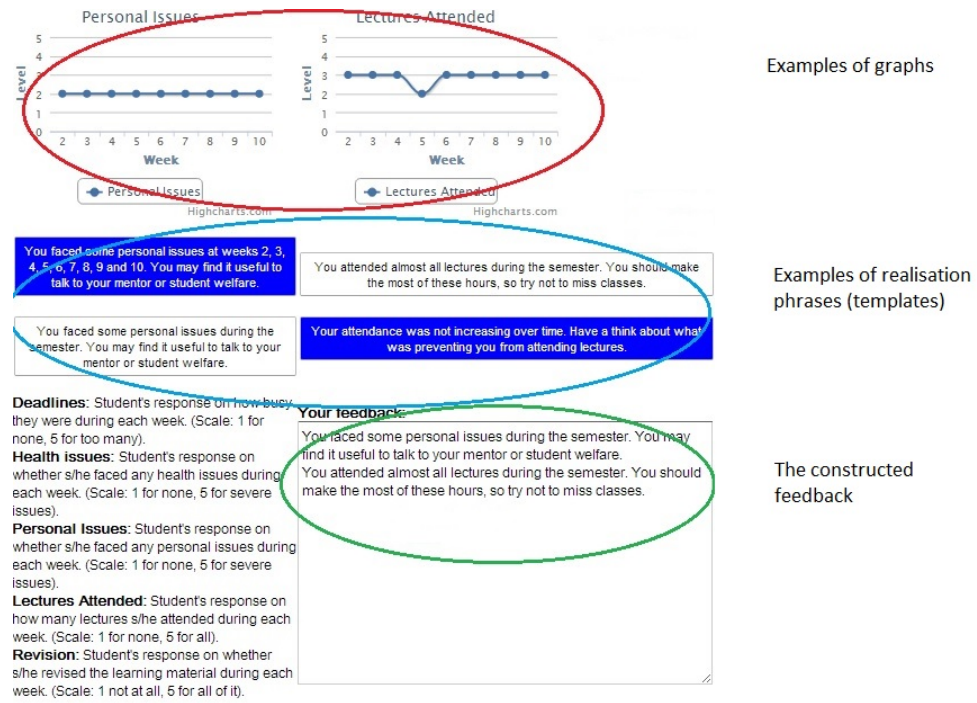 Personal Issues
5
4
3
2
1
0
Level
2 3 4 5 6 7 8 9 10
Week
Personal Issues
Highcharts.com
Lectures Attended
5
4
3
2
1
0
Level
2 3 4 5 6 7 8 9 10
Week
Lectures Attended
Highcharts.com
Examples of graphs
You faced some personal issues at weeks 2, 3,
4, 5, 6, 7, 8, 9 and 10. You may find it useful to
talk to your mentor or student welfare.
You attended almost all lectures during the semester. You should make
the most of these hours, so try not to miss classes.
You faced some personal issues during the
semester. You may find it useful to talk to your
mentor or student welfare.
Your attendance was not increasing over time. Have a think about what
was preventing you from attending lectures.
Examples of realisation
phrases (templates)
Deadlines: Student's response on how busy
they were during each week. (Scale: 1 for
none, 5 for too many).
Health issues: Student's response on
whether s/he faced any health issues during
each week. (Scale: 1 for none, 5 for severe
issues).
Personal Issues: Student's response on
whether s/he faced any personal issues during
each week. (Scale: 1 for none, 5 for severe
issues).
Lectures Attended: Student's response on
how many lectures s/he attended during each
week. (Scale: 1 for none, 5 for all).
Revision: Student's response on whether
s/he revised the learning material during each
week. (Scale: 1 not at all, 5 for all of it).
Your feedback:
You faced some personal issues during the semester. You may
find it useful to talk to your mentor or student welfare.
You attended almost all lectures during the semester. You should
make the most of these hours, so try not to miss classes.
The constructed
feedback